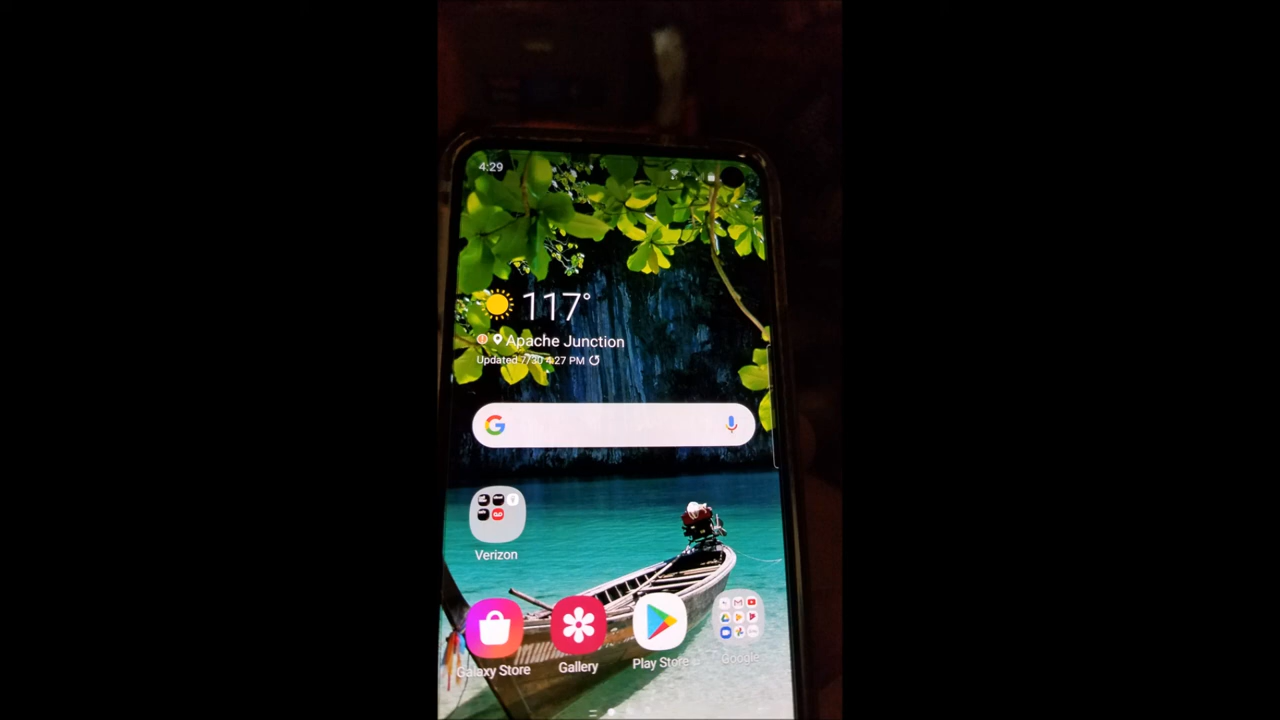 4:29
117°
Apache Junction
Updated 7/30 4:27 PM
G
Verizon
Galaxy Store
Gallery
Play Store
Google